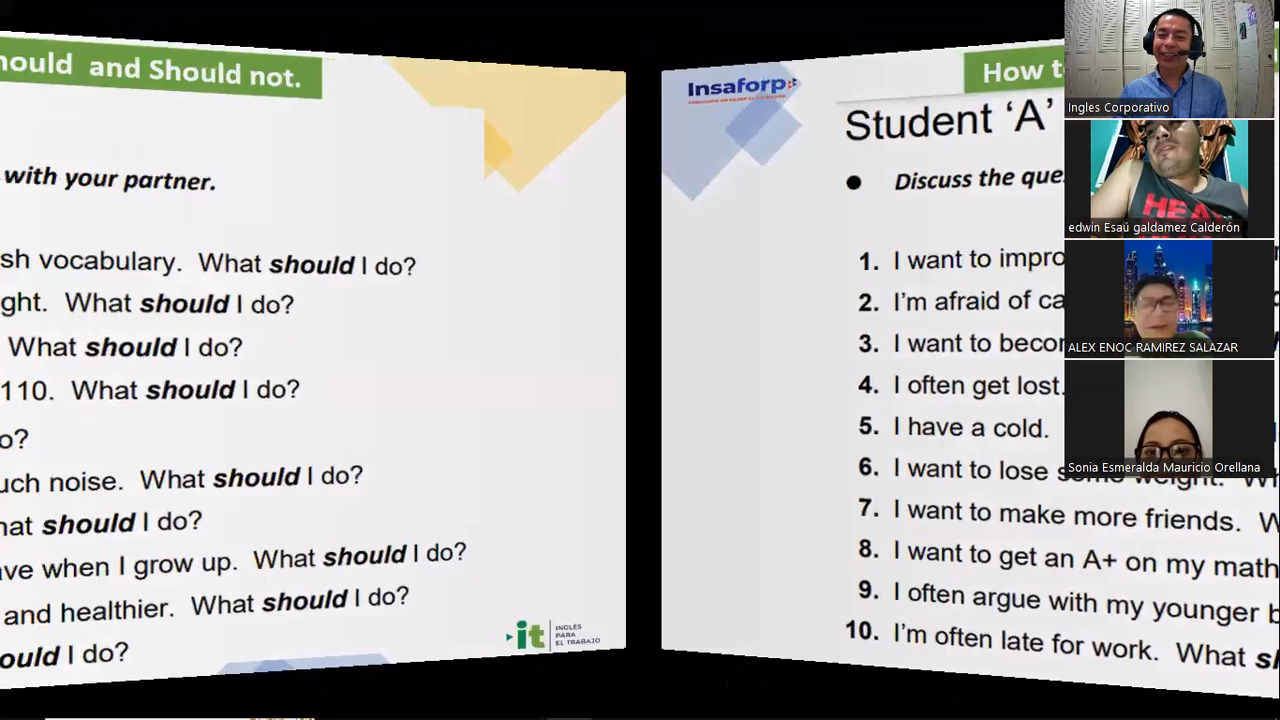 hould and Should not.
with your partner.
sh vocabulary. What should I do?
ght. What should I do?
What should I do?
110. What should I do?
o?
uch noise. What should I do?
hat should I do?
ave when I grow up. What should I do?
and healthier. What should I do?
ould I do?
it INGLÉS PARA EL TRABAJO
Insaforp
How t
Student ‘A’
● Discuss the que
1. I want to impro
2. I'm afraid of ca
3. I want to becor
4. I often get lost.
5. I have a cold.
6. I want to lose some weight. Wh
7. I want to make more friends. W
8. I want to get an A+ on my math
9. I often argue with my younger b
10. I'm often late for work. What sh
Ingles Corporativo
HEA
edwin Esaú galdamez Calderón
ALEX ENOC RAMIREZ SALAZAR
Sonia Esmeralda Mauricio Orellana